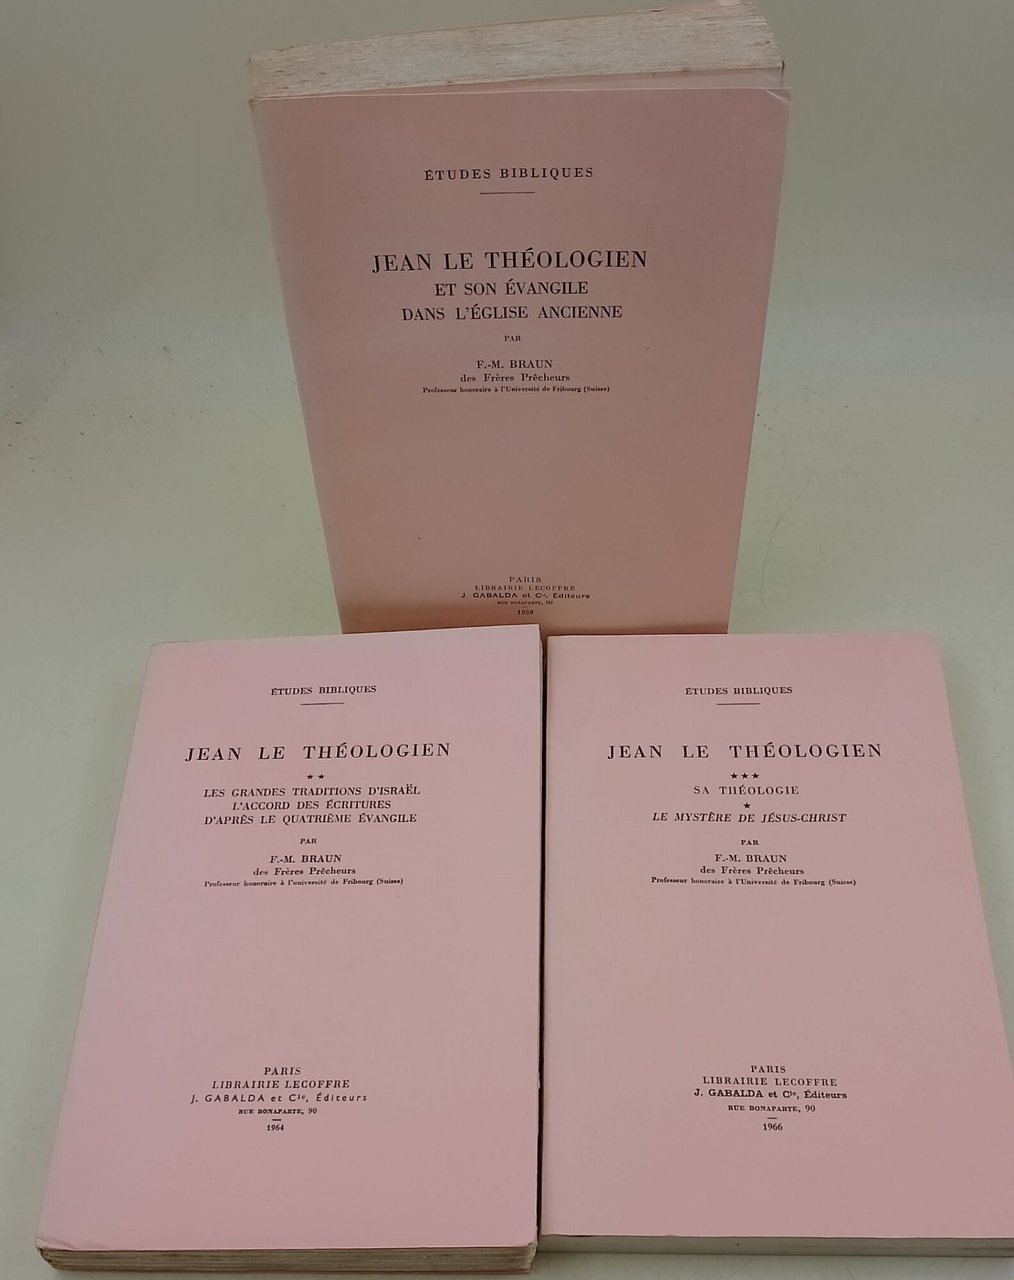 ÉTUDES BIBLIQUES
JEAN LE THÉOLOGIEN
ET SON ÉVANGILE
DANS L'ÉGLISE ANCIENNE
PAR
F.-M. BRAUN
des Frères Prêcheurs
Professeur honoraire à l'Université de Fribourg (Suisse)
PARIS
LIBRAIRIE LECOFFRE
J. GABALDA et Cie, Éditeurs
RUE BONAPARTE, 90
1959
ÉTUDES BIBLIQUES
JEAN LE THÉOLOGIEN
★★
LES GRANDES TRADITIONS D'ISRAËL
L'ACCORD DES ÉCRITURES
D'APRÈS LE QUATRIÈME ÉVANGILE
PAR
F.-M. BRAUN
des Frères Prêcheurs
Professeur honoraire à l'université de Fribourg (Suisse)
PARIS
LIBRAIRIE LECOFFRE
J. GABALDA et Cie, Éditeurs
RUE BONAPARTE, 90
1964
ÉTUDES BIBLIQUES
JEAN LE THÉOLOGIEN
★★★
SA THÉOLOGIE
★
LE MYSTÈRE DE JÉSUS-CHRIST
PAR
F.-M. BRAUN
des Frères Prêcheurs
Professeur honoraire à l'Université de Fribourg (Suisse)
PARIS
LIBRAIRIE LECOFFRE
J. GABALDA et Cie, Éditeurs
RUE BONAPARTE, 90
1966